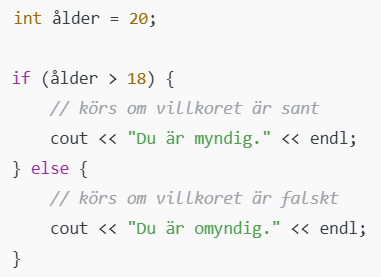 int ålder = 20;
if (ålder > 18) {
// körs om villkoret är sant
cout << "Du är myndig." << endl;
} else {
// körs om villkoret är falskt
cout << "Du är omyndig." << endl;
}